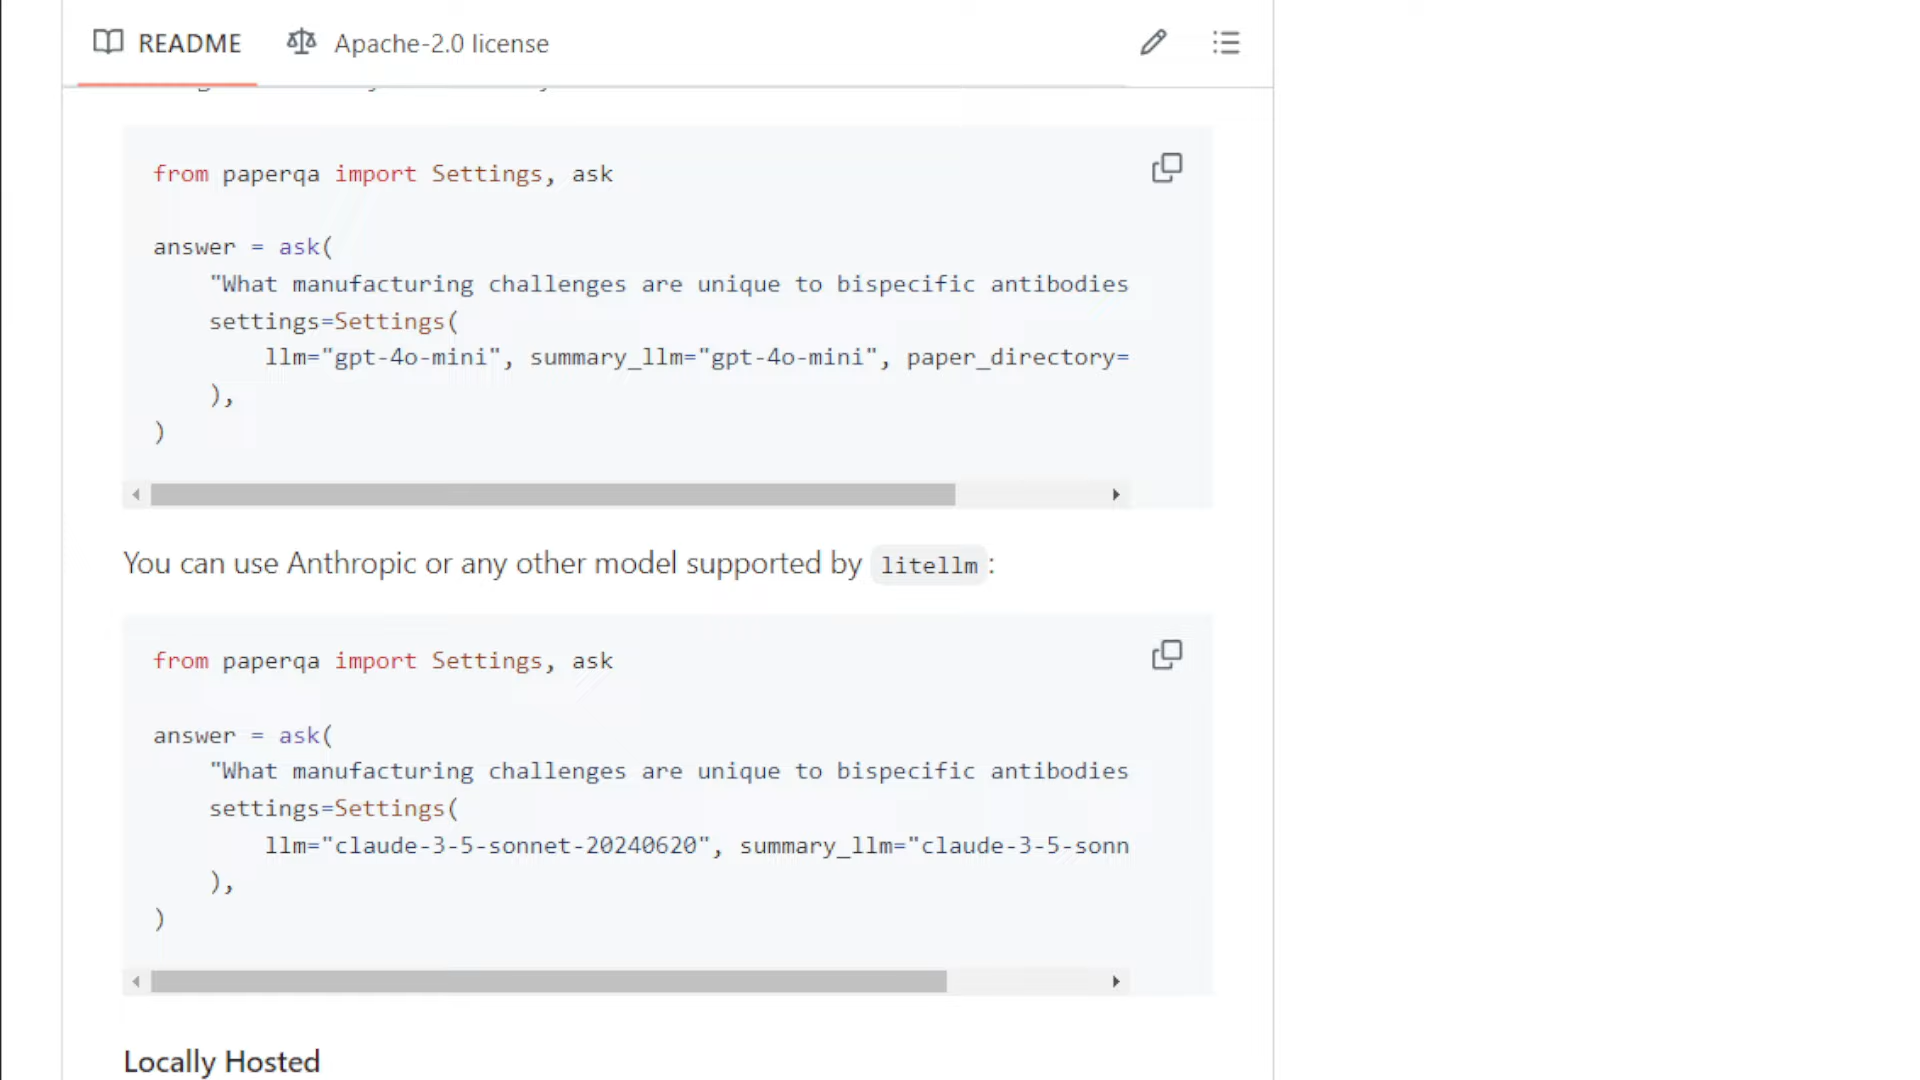 README
Apache-2.0 license
from paperqa import Settings, ask
answer = ask(
"What manufacturing challenges are unique to bispecific antibodies
settings=Settings(
llm="gpt-4o-mini", summary_llm="gpt-4o-mini", paper_directory=
),
)
You can use Anthropic or any other model supported by litellm:
from paperqa import Settings, ask
answer = ask(
"What manufacturing challenges are unique to bispecific antibodies
settings=Settings(
llm="claude-3-5-sonnet-20240620", summary_llm="claude-3-5-sonn
),
)
Locally Hosted